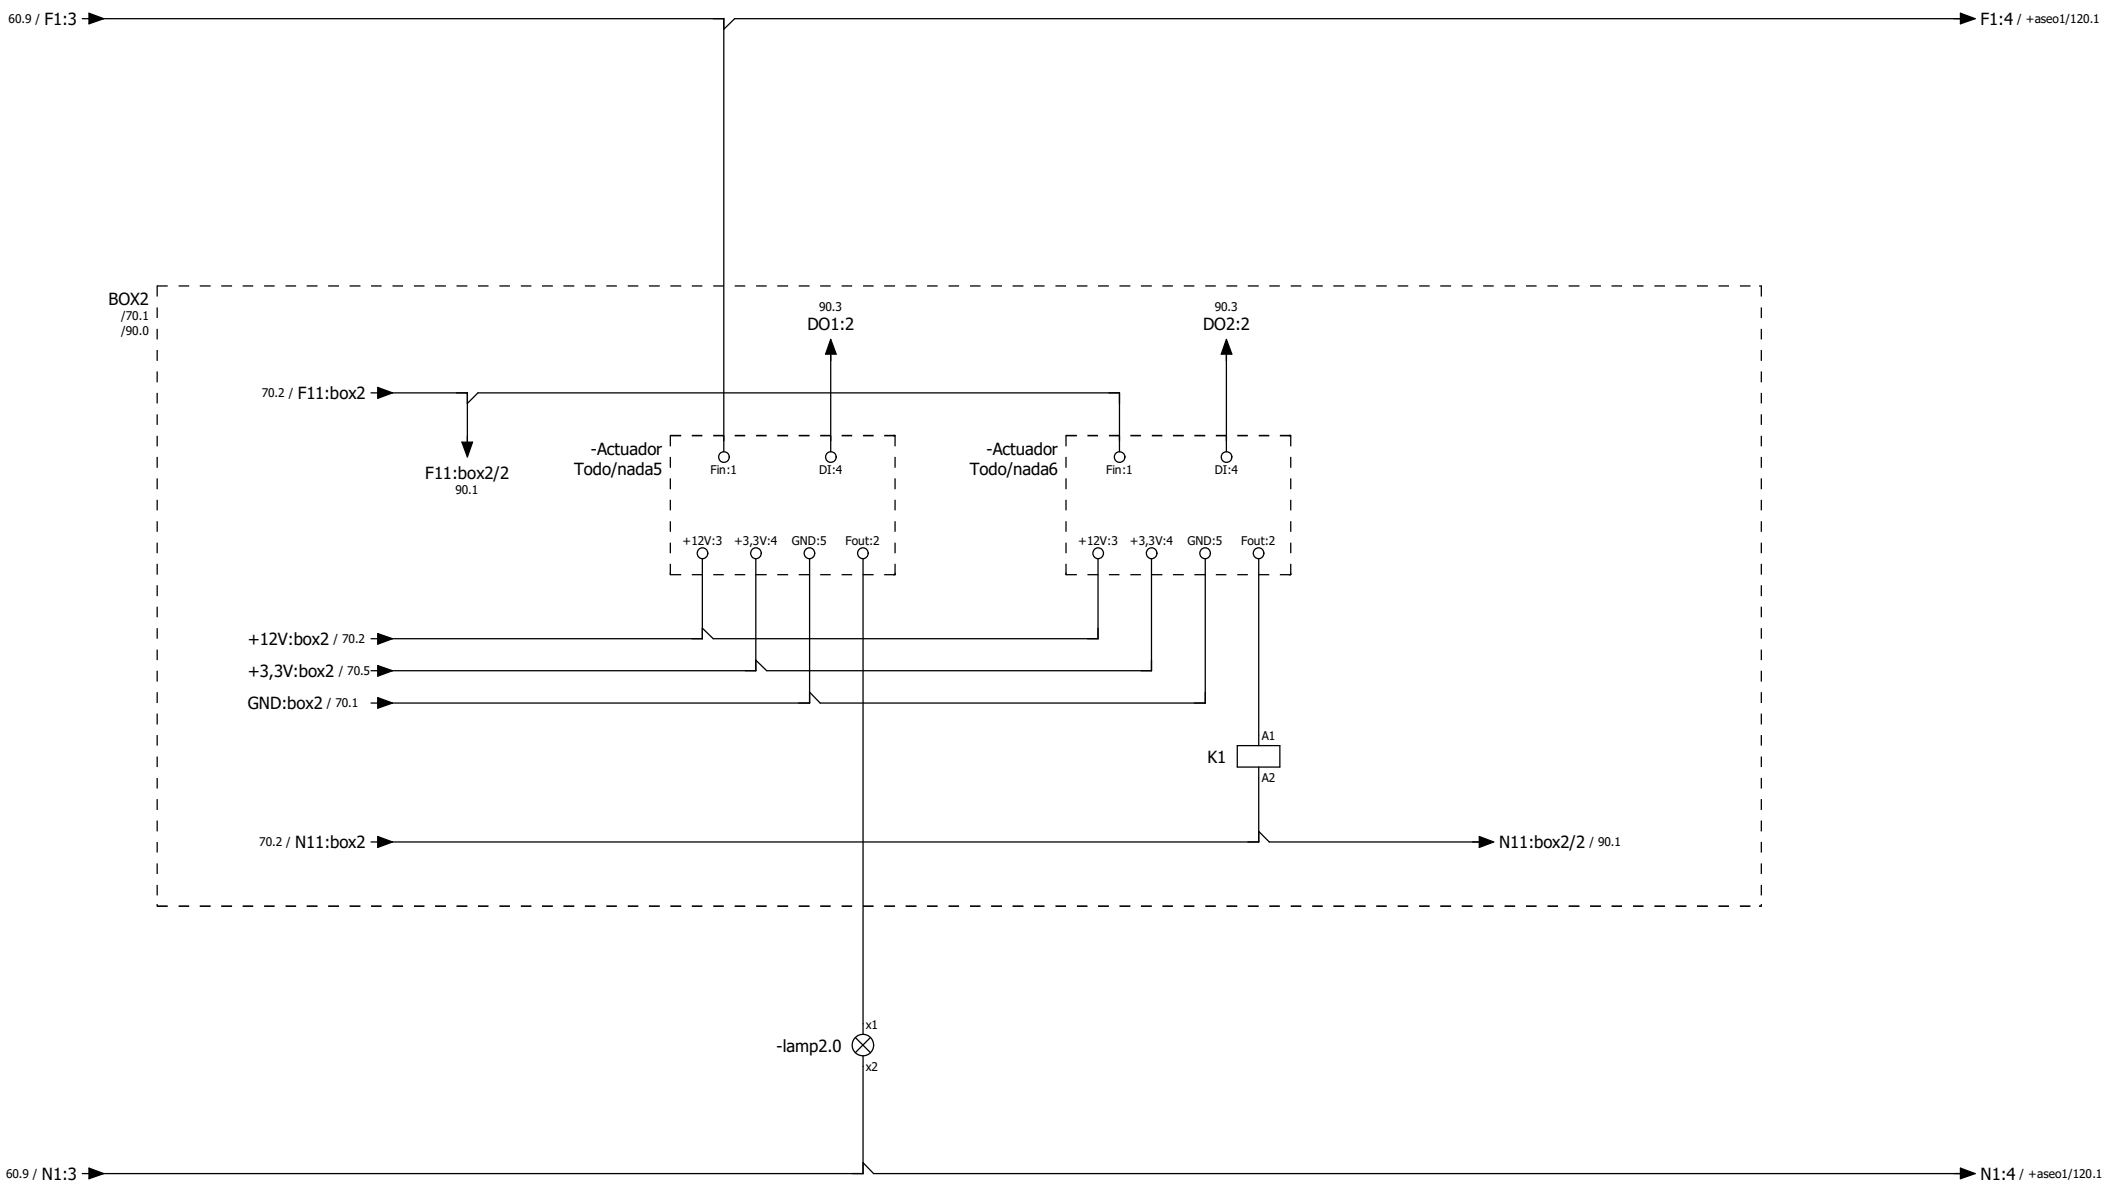 60.9 / F1:3
F1:4 / +aseo1/120.1
BOX2
/70.1
/90.0
90.3
DO1:2
90.3
DO2:2
70.2 / F11:box2
F11:box2/2
90.1
-Actuador
Todo/nada5
Fin:1
DI:4
+12V:3
+3,3V:4
GND:5
Fout:2
-Actuador
Todo/nada6
Fin:1
DI:4
+12V:3
+3,3V:4
GND:5
Fout:2
+12V:box2 / 70.2
+3,3V:box2 / 70.5
GND:box2 / 70.1
A1
K1
A2
70.2 / N11:box2
N11:box2/2 / 90.1
x1
-lamp2.0
x2
60.9 / N1:3
N1:4 / +aseo1/120.1